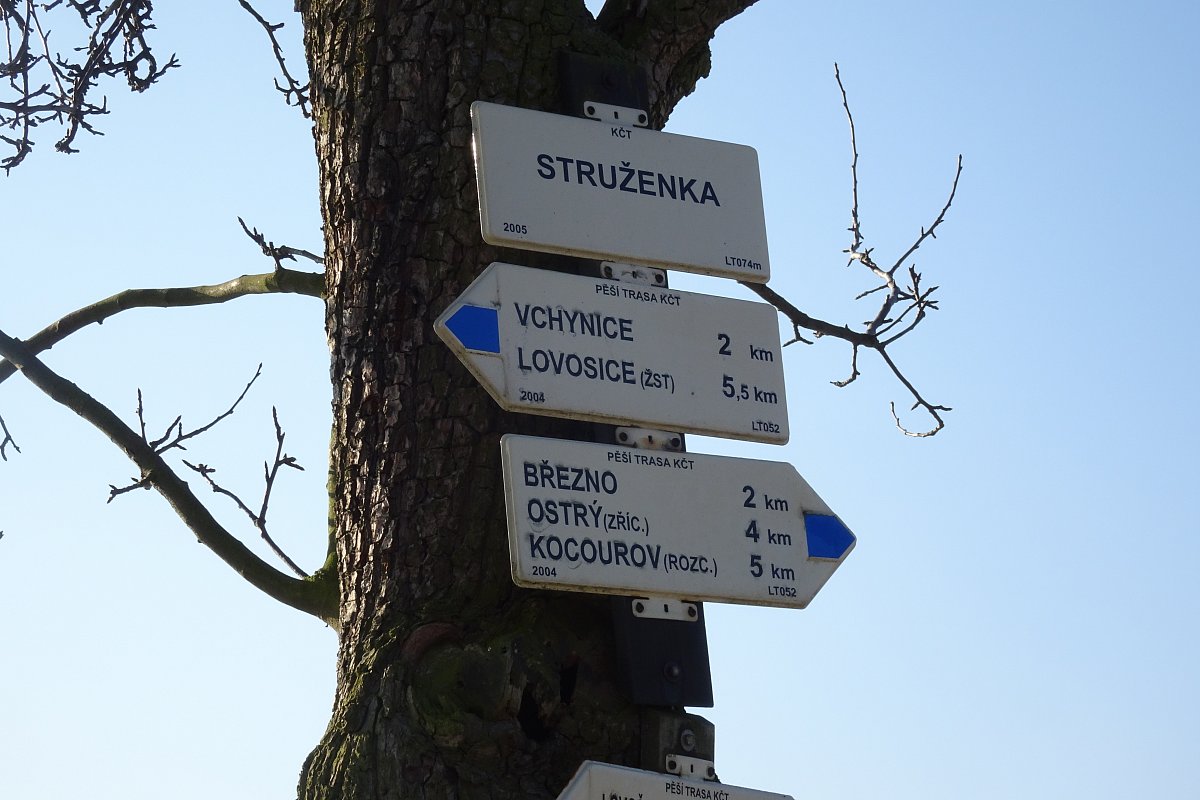 KČT
STRUŽENKA
2005 LT074m
PĚŠÍ TRASA KČT
VCHYNICE 2 km
LOVOSICE (ŽST) 5,5 km
2004 LT052
PĚŠÍ TRASA KČT
BŘEZNO 2 km
OSTRÝ (ZŘÍC.) 4 km
KOCOUROV (ROZC.) 5 km
2004 LT052
PĚŠÍ TRASA KČT